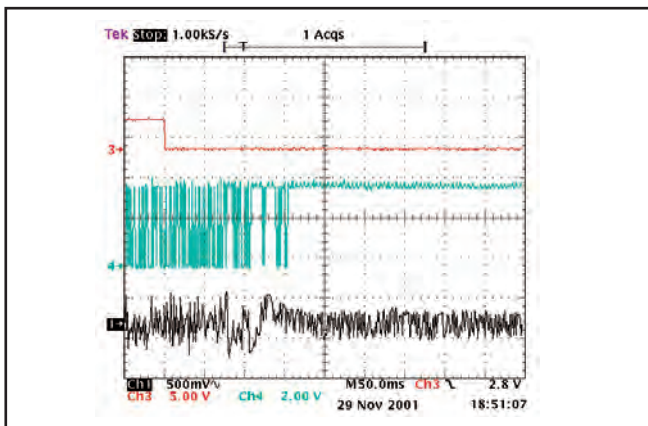 Tek Stop: 1.00kS/s 1 Acqs
T
3→
4→
1→
Ch1 500mV∿ M50.0ms Ch3 ꔪ 2.8 V
Ch3 5.00 V Ch4 2.00 V
29 Nov 2001 18:51:07